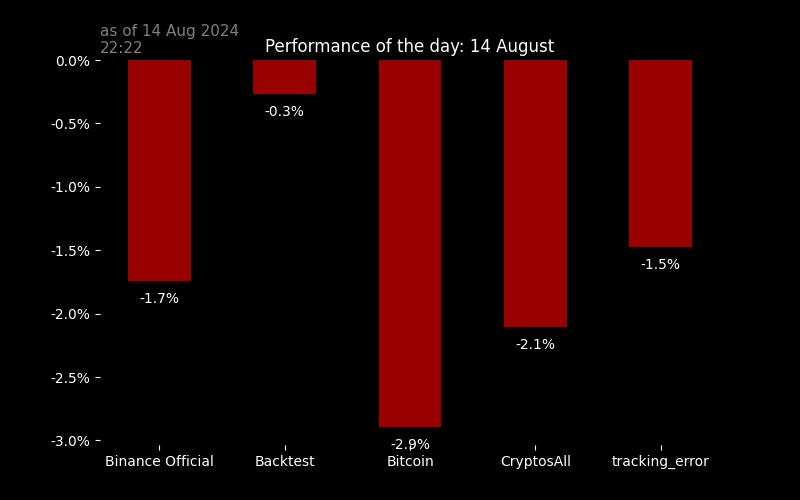 as of 14 Aug 2024
22:22
Performance of the day: 14 August
0.0%
-0.5%
-1.0%
-1.5%
-2.0%
-2.5%
-3.0%
-1.7%
-0.3%
-2.9%
-2.1%
-1.5%
Binance Official
Backtest
Bitcoin
CryptosAll
tracking_error